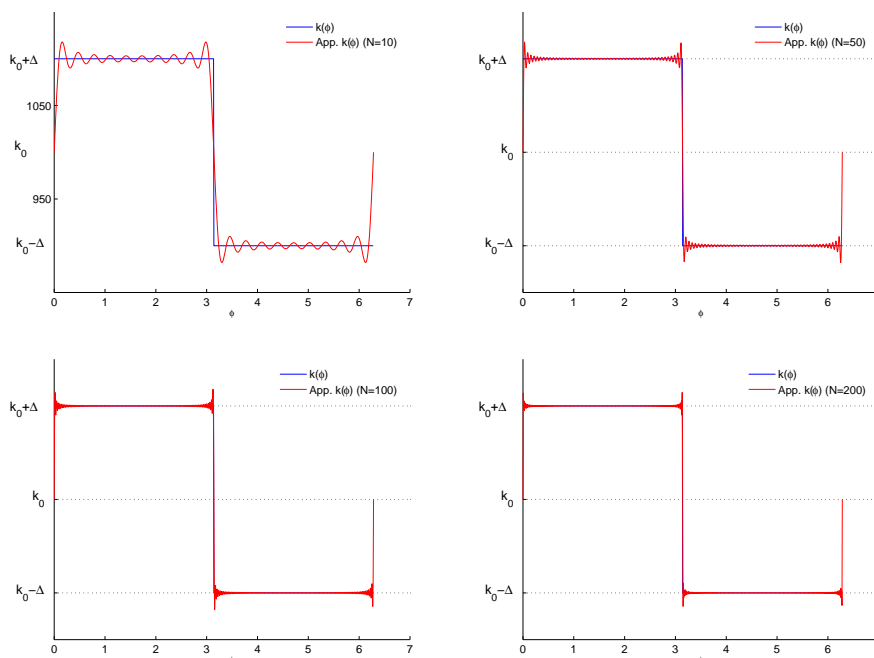 k(ϕ)
App. k(ϕ) (N=10)
k₀+Δ
1050
k₀
950
k₀−Δ
0 1 2 3 4 5 6 7
ϕ
k(ϕ)
App. k(ϕ) (N=50)
k₀+Δ
k₀
k₀−Δ
0 1 2 3 4 5 6
ϕ
k(ϕ)
App. k(ϕ) (N=100)
k₀+Δ
k₀
k₀−Δ
0 1 2 3 4 5 6 7
k(ϕ)
App. k(ϕ) (N=200)
k₀+Δ
k₀
k₀−Δ
0 1 2 3 4 5 6